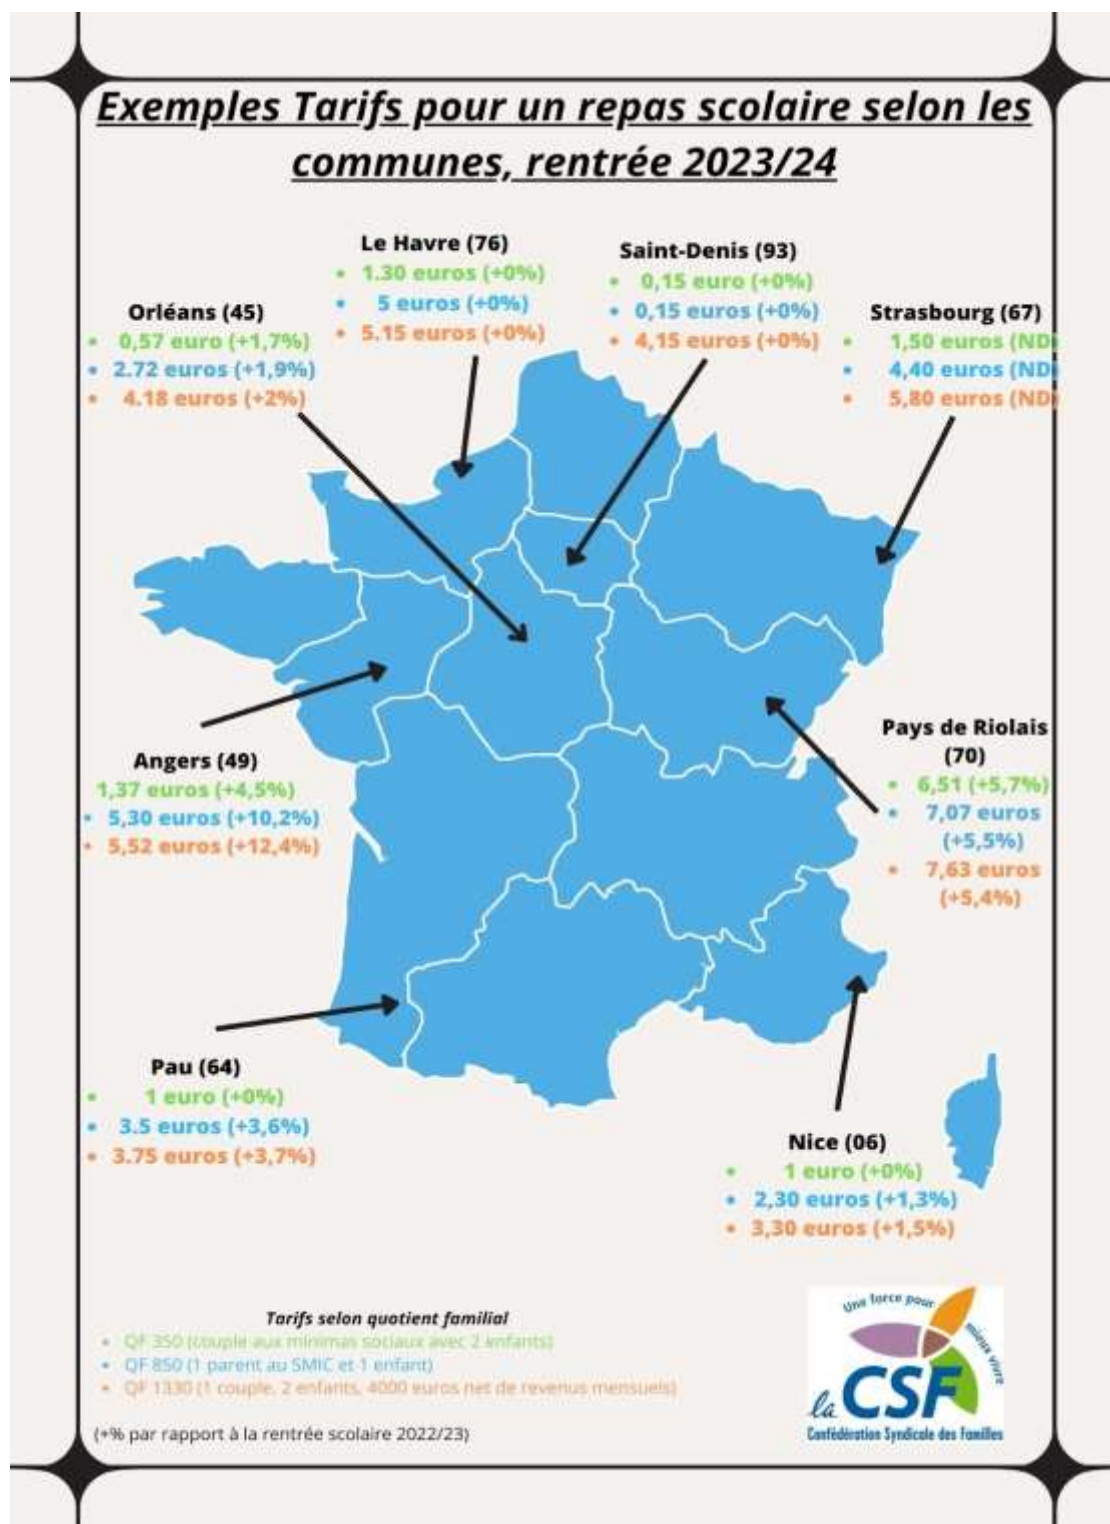 Exemples Tarifs pour un repas scolaire selon les
communes, rentrée 2023/24
Le Havre (76)
• 1.30 euros (+0%)
• 5 euros (+0%)
• 5.15 euros (+0%)
Saint-Denis (93)
• 0,15 euro (+0%)
• 0,15 euros (+0%)
• 4,15 euros (+0%)
Orléans (45)
• 0,57 euro (+1,7%)
• 2.72 euros (+1,9%)
• 4.18 euros (+2%)
Strasbourg (67)
• 1,50 euros (ND)
• 4,40 euros (ND)
• 5,80 euros (ND)
Angers (49)
1,37 euros (+4,5%)
• 5,30 euros (+10,2%)
• 5,52 euros (+12,4%)
Pays de Riolais
(70)
• 6,51 (+5,7%)
• 7,07 euros
(+5,5%)
• 7,63 euros
(+5,4%)
Pau (64)
• 1 euro (+0%)
• 3.5 euros (+3,6%)
• 3.75 euros (+3,7%)
Nice (06)
• 1 euro (+0%)
• 2,30 euros (+1,3%)
• 3,30 euros (+1,5%)
Tarifs selon quotient familial
• QF 350 (couple aux minimas sociaux avec 2 enfants)
• QF 850 (1 parent au SMIC et 1 enfant)
• QF 1330 (1 couple, 2 enfants, 4000 euros net de revenus mensuels)
(+% par rapport à la rentrée scolaire 2022/23)
Une force pour
mieux vivre
la CSF
Confédération Syndicale des Familles